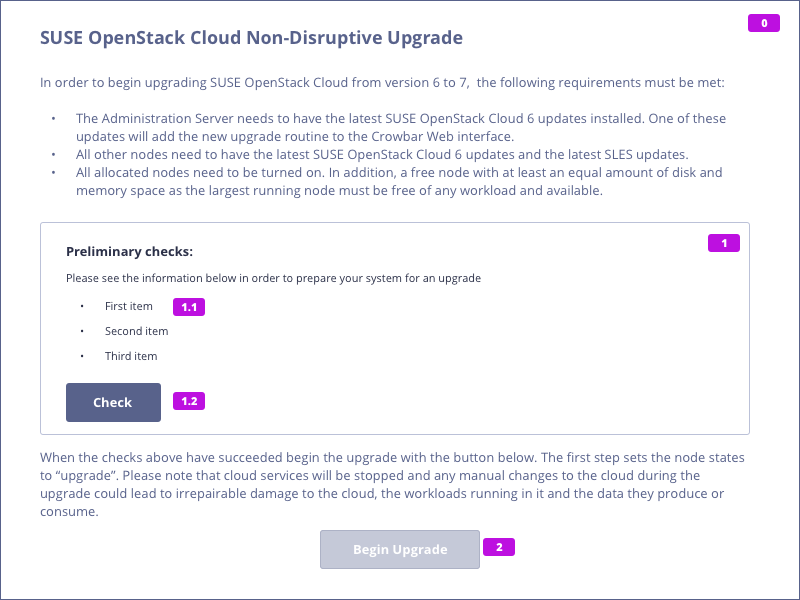 0
SUSE OpenStack Cloud Non-Disruptive Upgrade
In order to begin upgrading SUSE OpenStack Cloud from version 6 to 7,  the following requirements must be met:
• The Administration Server needs to have the latest SUSE OpenStack Cloud 6 updates installed. One of these
updates will add the new upgrade routine to the Crowbar Web interface.
• All other nodes need to have the latest SUSE OpenStack Cloud 6 updates and the latest SLES updates.
• All allocated nodes need to be turned on. In addition, a free node with at least an equal amount of disk and
memory space as the largest running node must be free of any workload and available.
1
Preliminary checks:
Please see the information below in order to prepare your system for an upgrade
• First item 1.1
• Second item
• Third item
Check 1.2
When the checks above have succeeded begin the upgrade with the button below. The first step sets the node states
to “upgrade”. Please note that cloud services will be stopped and any manual changes to the cloud during the
upgrade could lead to irrepairable damage to the cloud, the workloads running in it and the data they produce or
consume.
Begin Upgrade 2